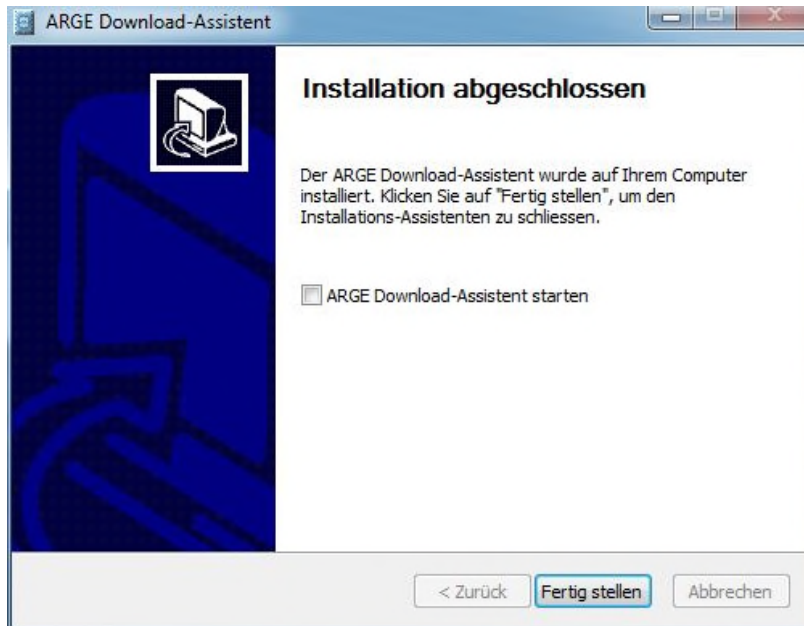 ARGE Download-Assistent
Installation abgeschlossen
Der ARGE Download-Assistent wurde auf Ihrem Computer
installiert. Klicken Sie auf "Fertig stellen", um den
Installations-Assistenten zu schliessen.
ARGE Download-Assistent starten
< Zurück Fertig stellen Abbrechen